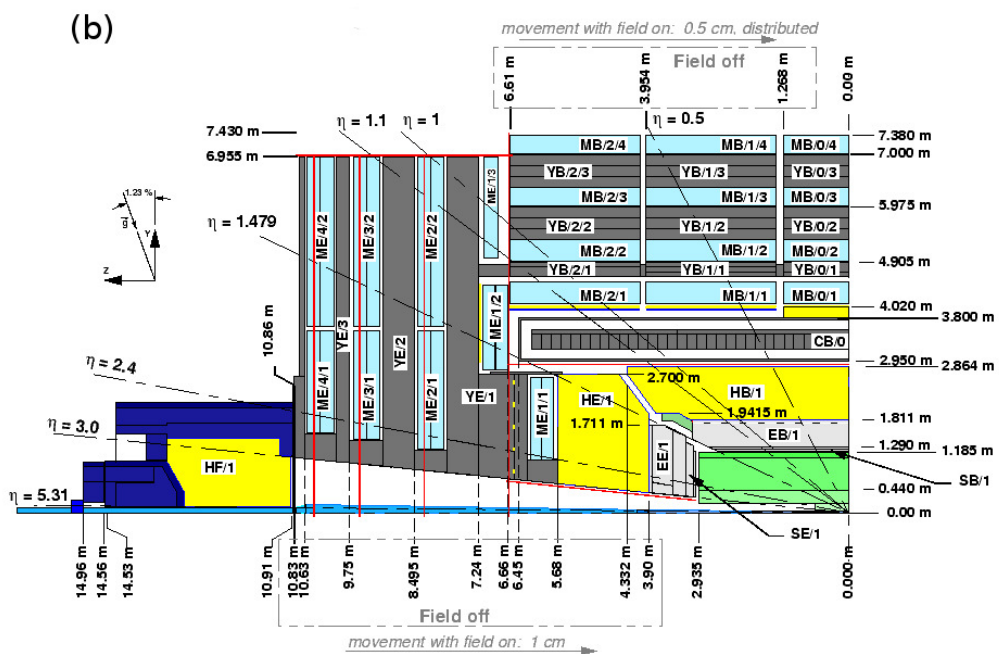 (b)
movement with field on:  0.5 cm, distributed
Field off
6.61 m
3.954 m
1.268 m
0.00 m
η = 1.1
η = 1
η = 0.5
7.430 m
6.955 m
7.380 m
7.000 m
5.975 m
4.905 m
4.020 m
3.800 m
2.950 m
2.864 m
1.811 m
1.290 m
1.185 m
0.440 m
0.00 m
MB/2/4
MB/1/4
MB/0/4
YB/2/3
YB/1/3
YB/0/3
MB/2/3
MB/1/3
MB/0/3
YB/2/2
YB/1/2
YB/0/2
MB/2/2
MB/1/2
MB/0/2
YB/2/1
YB/1/1
YB/0/1
MB/2/1
MB/1/1
MB/0/1
CB/0
1.23 %
g
Y
Z
η = 1.479
ME/4/2
ME/3/2
ME/2/2
ME/1/3
YE/3
YE/2
ME/1/2
10.86 m
ME/4/1
ME/3/1
ME/2/1
YE/1
ME/1/1
HE/1
HB/1
2.700 m
1.9415 m
1.711 m
EB/1
EE/1
SB/1
SE/1
η = 2.4
η = 3.0
HF/1
η = 5.31
14.96 m
14.56 m
14.53 m
10.91 m
10.83 m
10.63 m
9.75 m
8.495 m
7.24 m
6.66 m
6.45 m
5.68 m
4.332 m
3.90 m
2.935 m
0.000 m
Field off
movement with field on:  1 cm